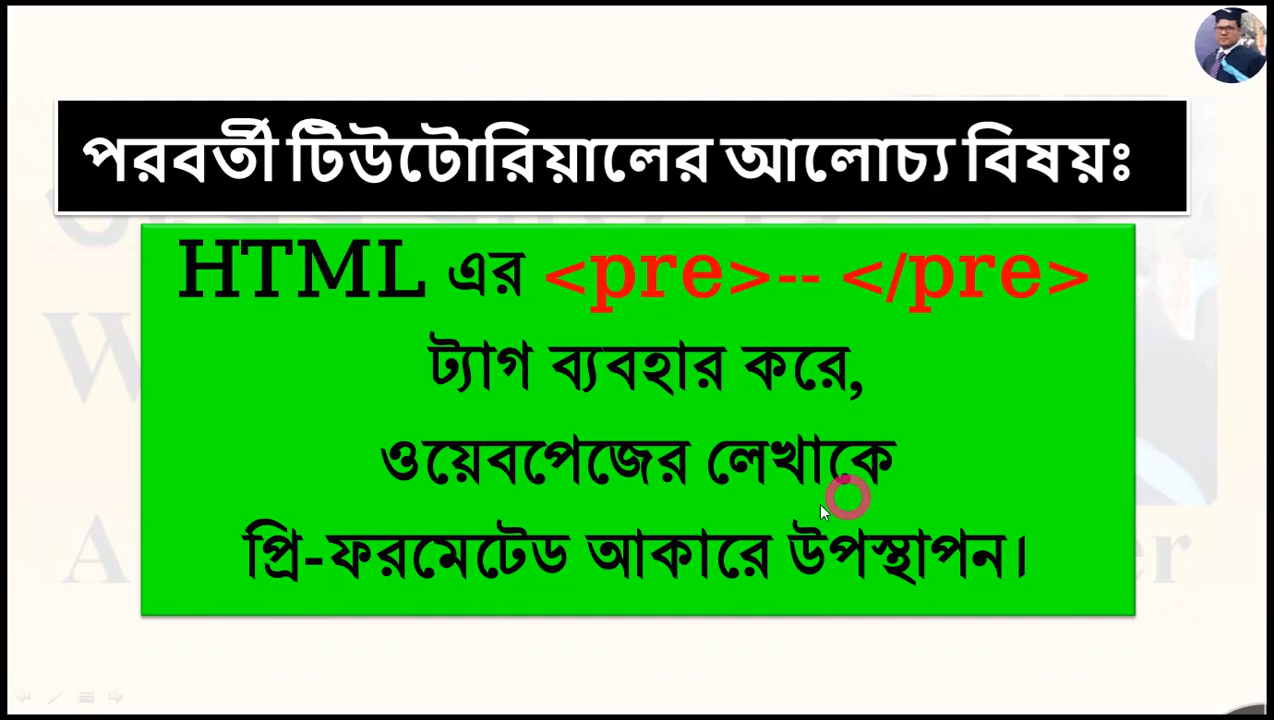 পরবর্তী টিউটোরিয়ালের আলোচ্য বিষয়ঃ
HTML এর <pre>-- </pre>
ট্যাগ ব্যবহার করে,
ওয়েবপেজের লেখাকে
প্রি-ফরমেটেড আকারে উপস্থাপন।